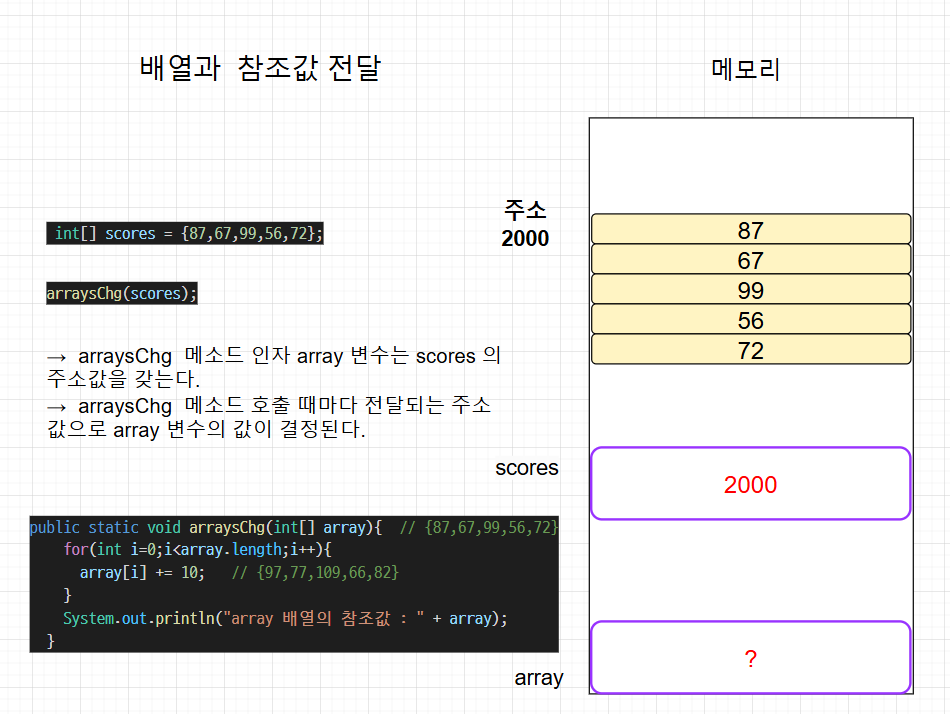 배열과 참조값 전달
메모리
주소
2000
int[] scores = {87,67,99,56,72};
arraysChg(scores);
→ arraysChg 메소드 인자 array 변수는 scores 의
주소값을 갖는다.
→ arraysChg 메소드 호출 때마다 전달되는 주소
값으로 array 변수의 값이 결정된다.
87
67
99
56
72
scores
2000
public static void arraysChg(int[] array){ // {87,67,99,56,72}
for(int i=0;i<array.length;i++){
array[i] += 10; // {97,77,109,66,82}
}
System.out.println("array 배열의 참조값 : " + array);
}
array
?